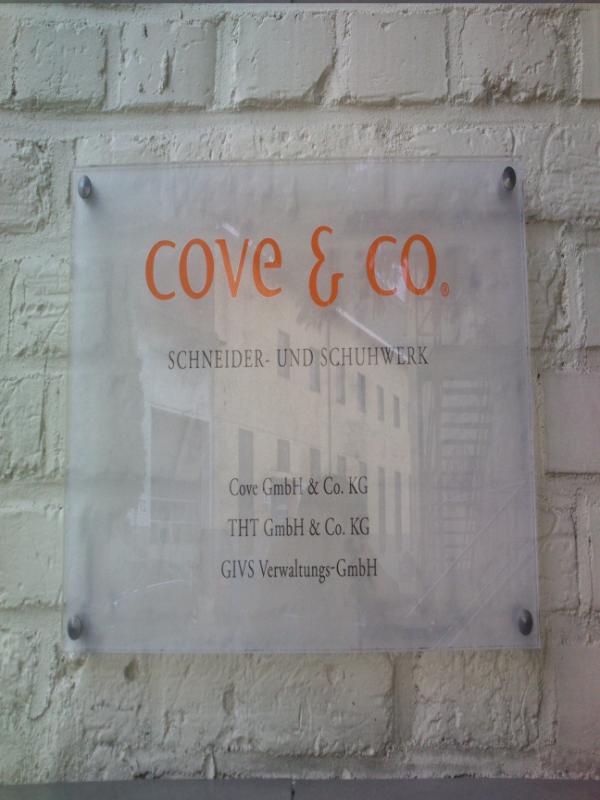 cove & co.®
SCHNEIDER- UND SCHUHWERK
Cove GmbH & Co. KG
THT GmbH & Co. KG
GIVS Verwaltungs-GmbH